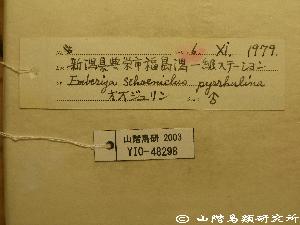 6. XI. 1979.
新潟県豊栄市福島潟一級ステーション
Emberiza schoeniclus pyrrhulina
オオジュリン ♂
山階鳥研 2003
YIO-48298
© 山階鳥類研究所